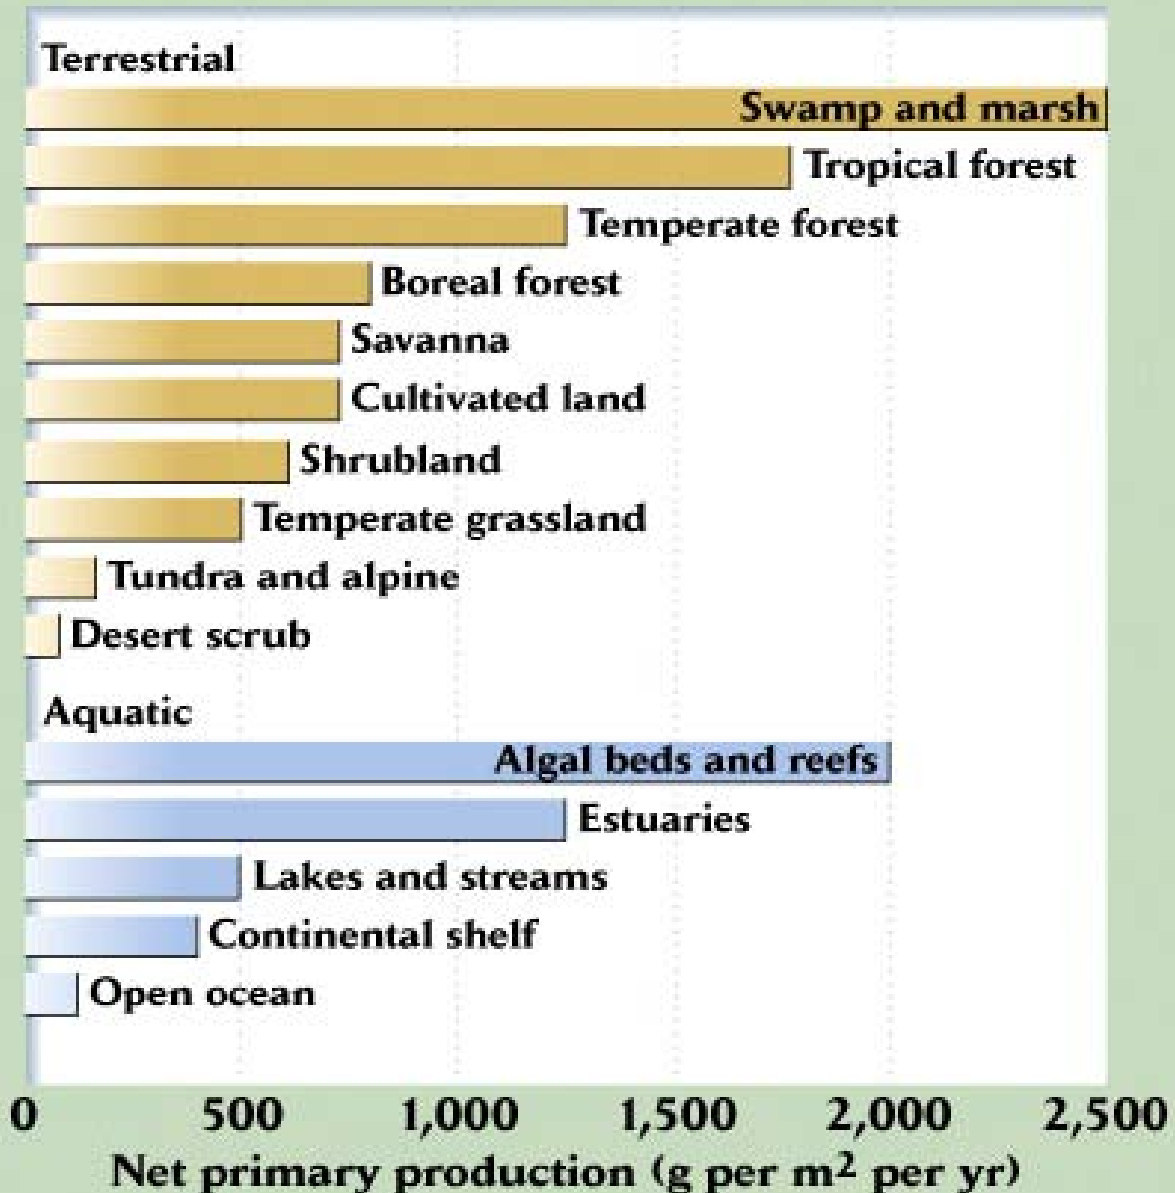 Terrestrial
Swamp and marsh
Tropical forest
Temperate forest
Boreal forest
Savanna
Cultivated land
Shrubland
Temperate grassland
Tundra and alpine
Desert scrub
Aquatic
Algal beds and reefs
Estuaries
Lakes and streams
Continental shelf
Open ocean
0 500 1,000 1,500 2,000 2,500
Net primary production (g per m² per yr)